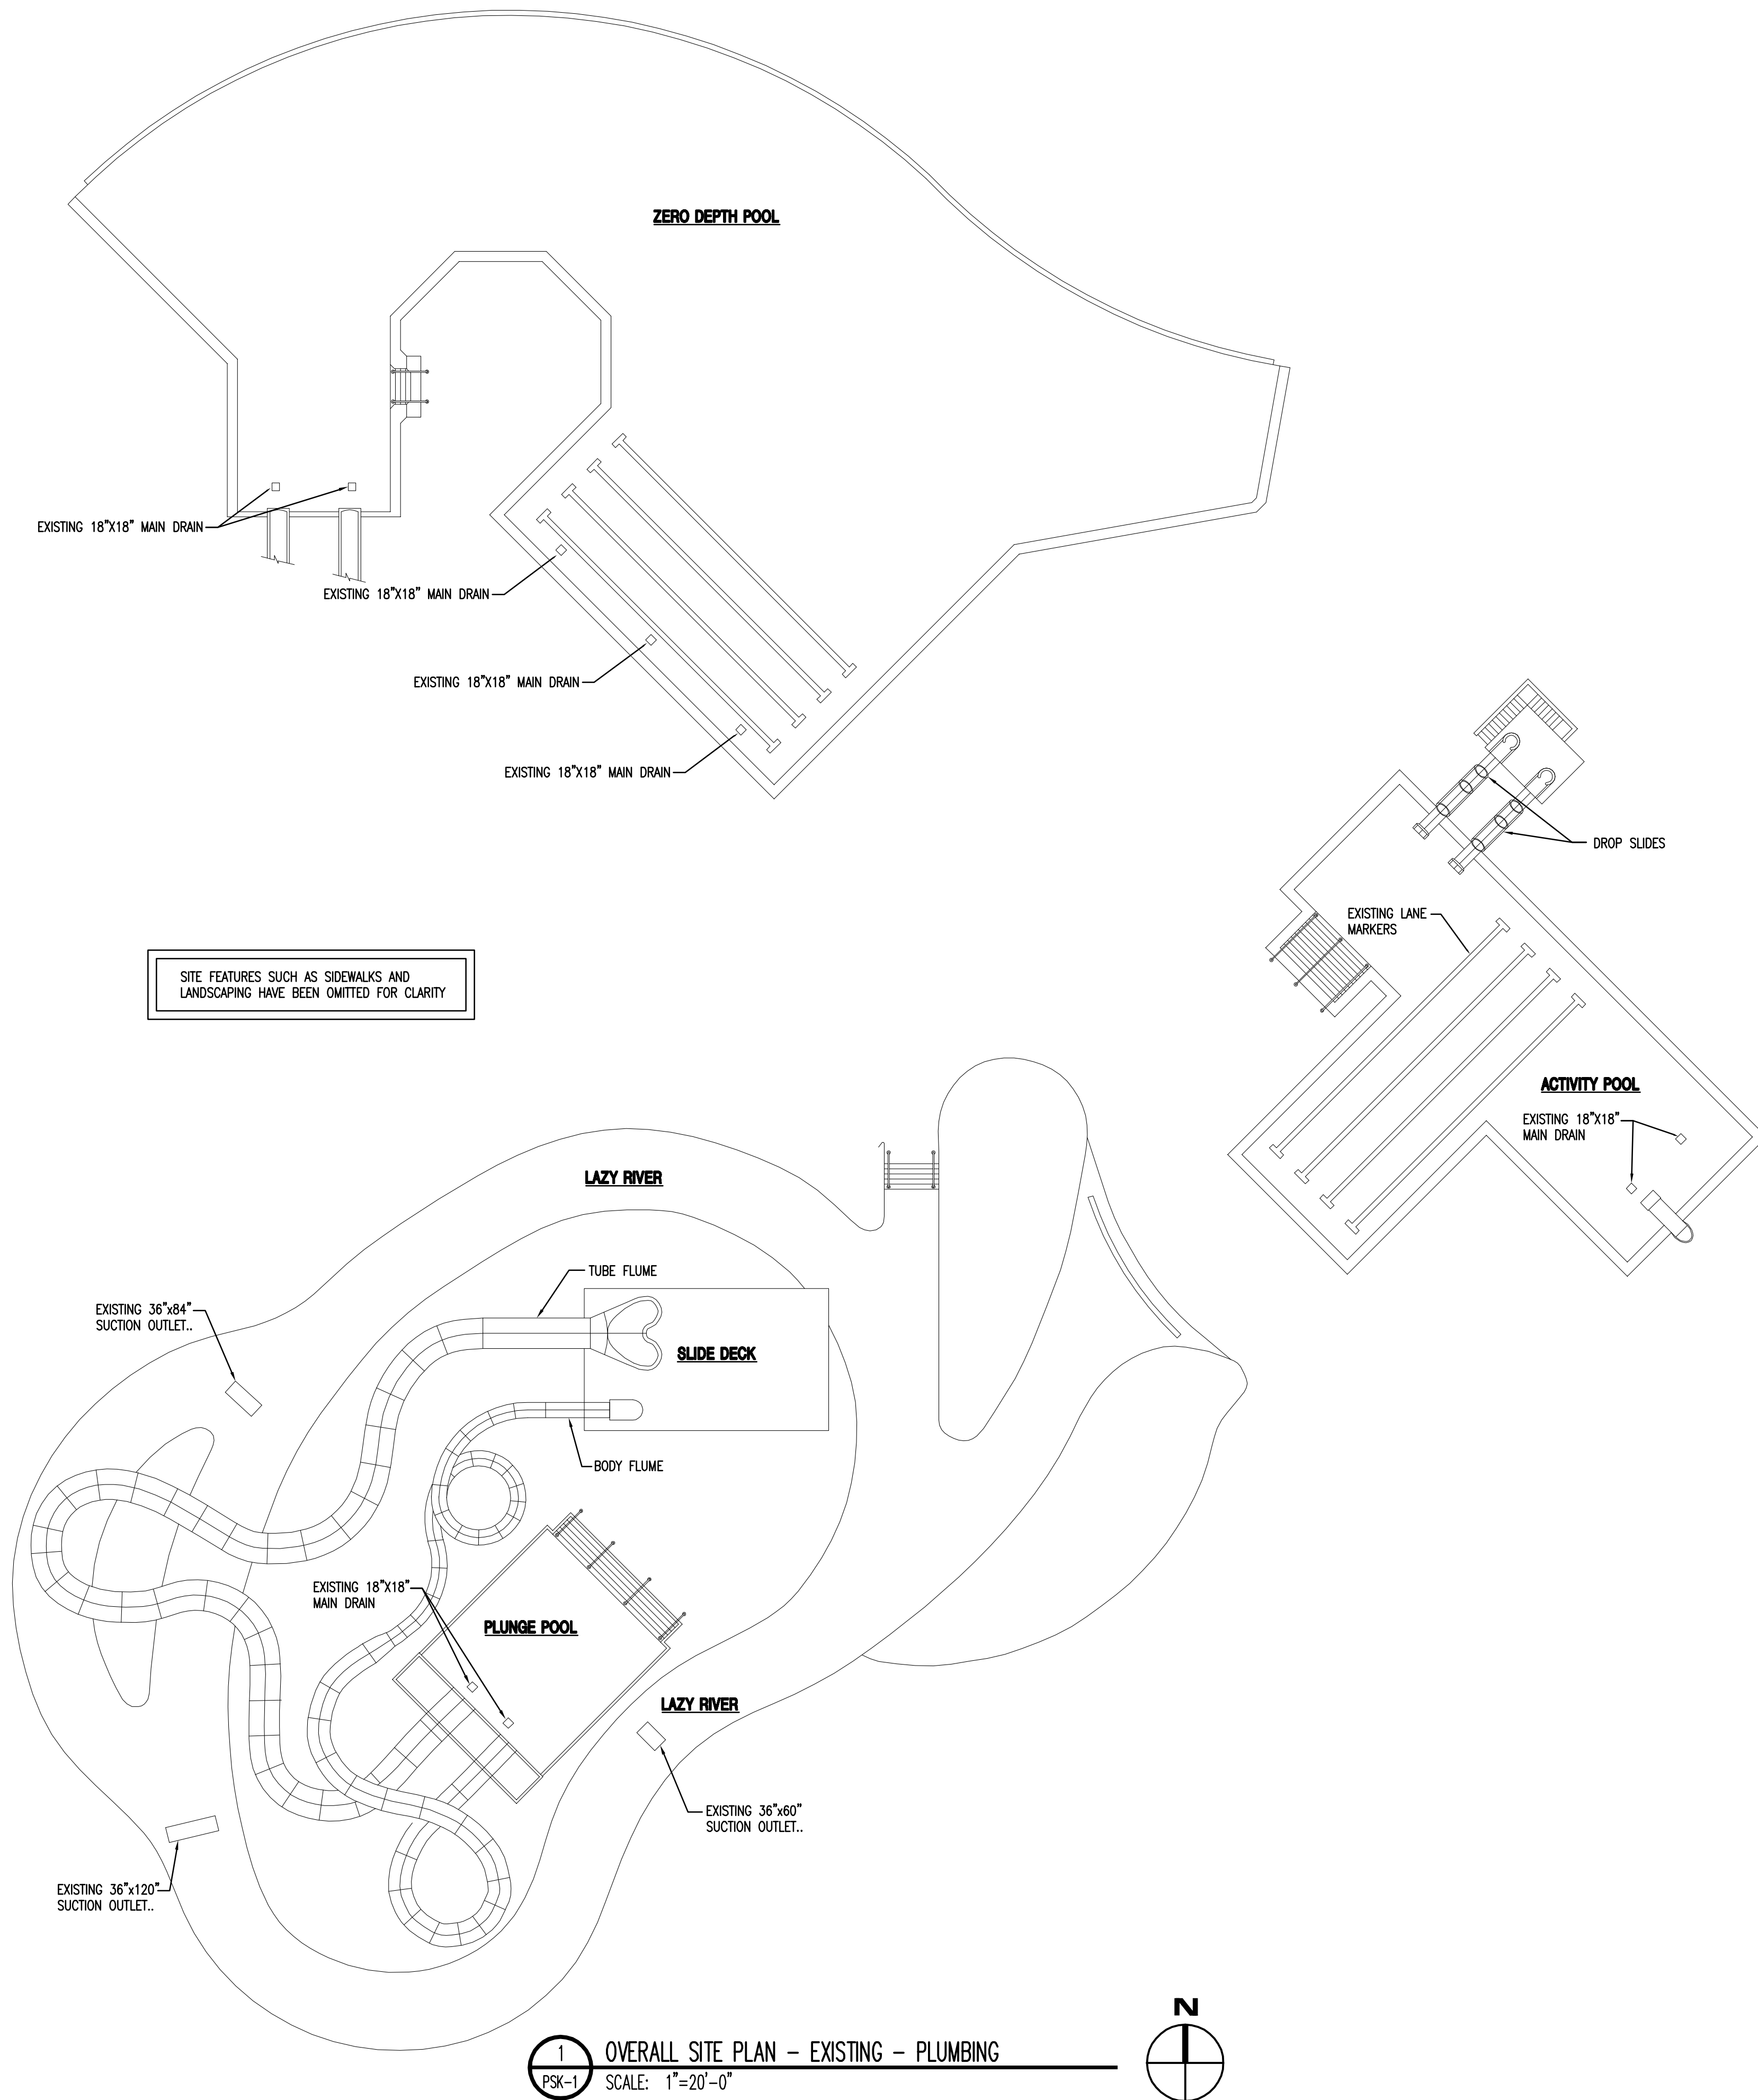 ZERO DEPTH POOL
EXISTING 18"X18" MAIN DRAIN
EXISTING 18"X18" MAIN DRAIN
EXISTING 18"X18" MAIN DRAIN
EXISTING 18"X18" MAIN DRAIN
DROP SLIDES
EXISTING LANE
MARKERS
SITE FEATURES SUCH AS SIDEWALKS AND
LANDSCAPING HAVE BEEN OMITTED FOR CLARITY
ACTIVITY POOL
EXISTING 18"X18"
MAIN DRAIN
LAZY RIVER
TUBE FLUME
EXISTING 36"x84"
SUCTION OUTLET..
SLIDE DECK
BODY FLUME
EXISTING 18"X18"
MAIN DRAIN
PLUNGE POOL
LAZY RIVER
EXISTING 36"x60"
SUCTION OUTLET..
EXISTING 36"x120"
SUCTION OUTLET..
N
1
PSK-1
OVERALL SITE PLAN - EXISTING - PLUMBING
SCALE: 1"=20'-0"